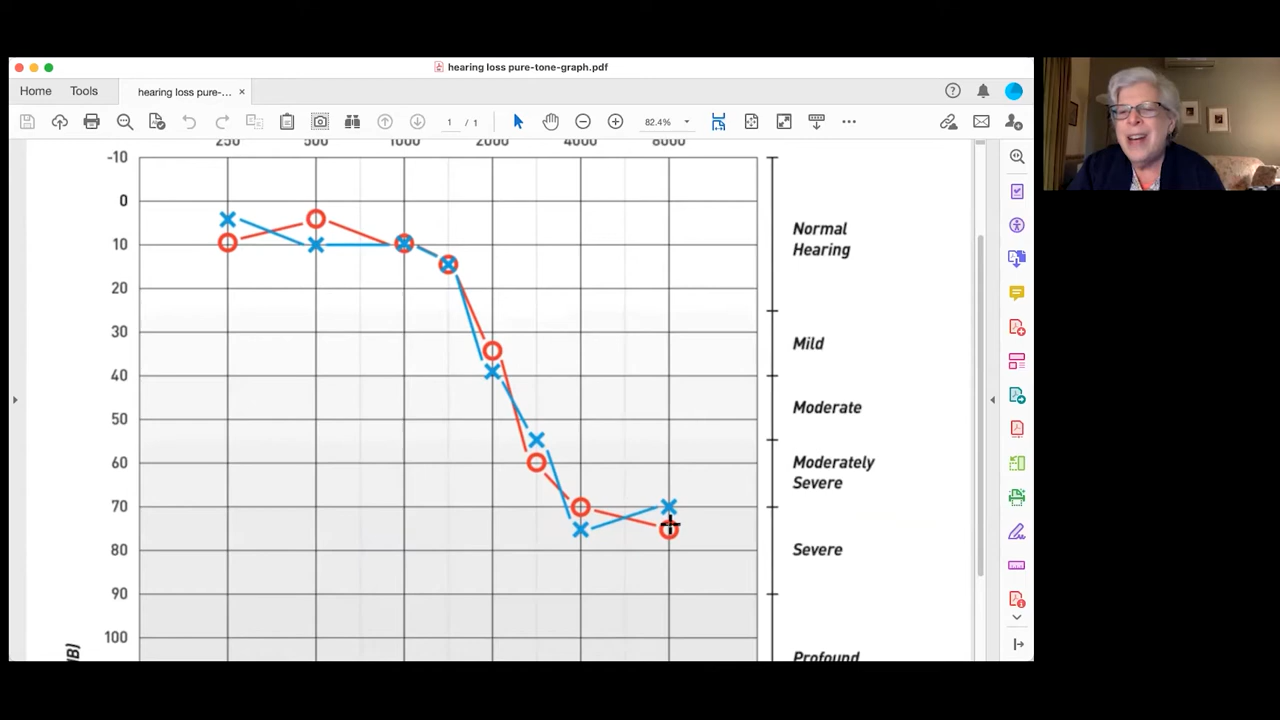 hearing loss pure-tone-graph.pdf
Home Tools hearing loss pure-... ×
1 / 1 82.4%
250 500 1000 2000 4000 8000
-10
0
10
20
30
40
50
60
70
80
90
100
Normal
Hearing
Mild
Moderate
Moderately
Severe
Severe
Profound